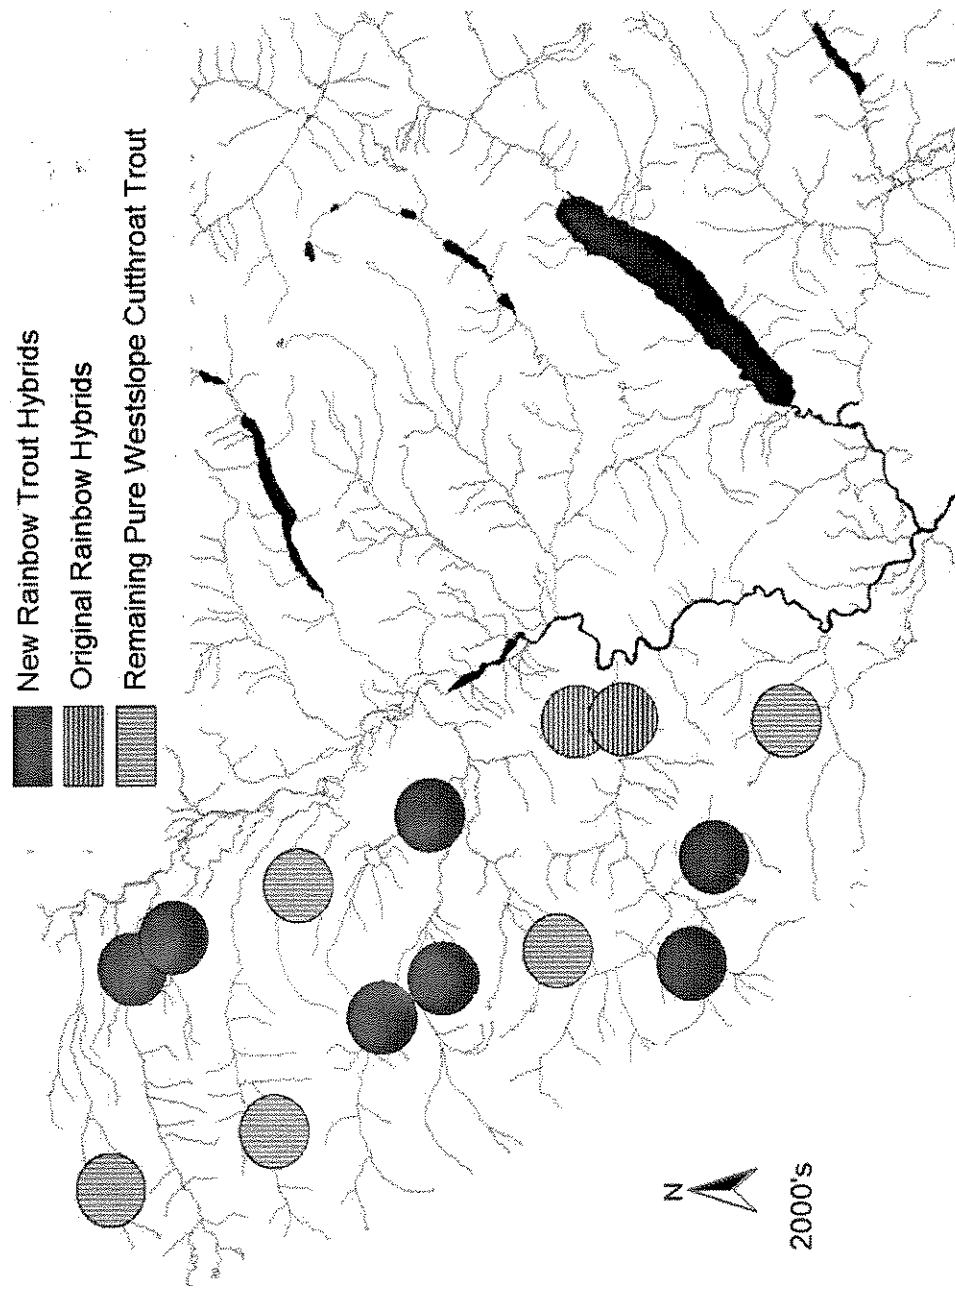 New Rainbow Trout Hybrids
Original Rainbow Hybrids
Remaining Pure Westslope Cutthroat Trout
N
2000's